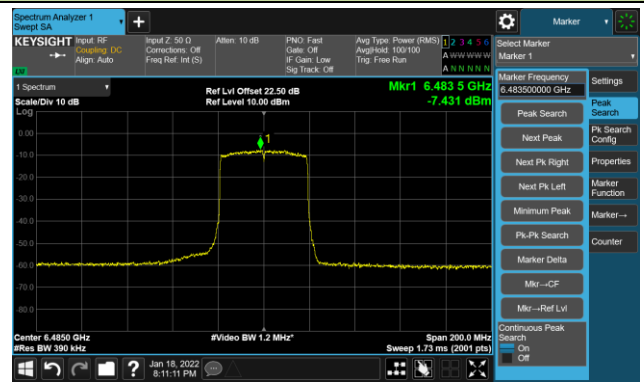 Spectrum Analyzer 1
Swept SA
+
Marker
KEYSIGHT
Input: RF
Coupling: DC
Align: Auto
Input Z: 50 Ω
Corrections: Off
Freq Ref: Int (S)
Atten: 10 dB
PNO: Fast
Gate: Off
IF Gain: Low
Sig Track: Off
Avg Type: Power (RMS)
Avg|Hold: 100/100
Trig: Free Run
1 2 3 4 5 6
A W W W W W
A N N N N N
LXI
Select Marker
Marker 1
1 Spectrum
Scale/Div 10 dB
Ref Lvl Offset 22.50 dB
Ref Level 10.00 dBm
Mkr1 6.483 5 GHz
-7.431 dBm
Log
0.00
-10.0
-20.0
-30.0
-40.0
-50.0
-60.0
-70.0
-80.0
1
Center 6.4850 GHz
#Res BW 390 kHz
#Video BW 1.2 MHz*
Span 200.0 MHz
Sweep 1.73 ms (2001 pts)
Marker Frequency
6.483500000 GHz
Peak Search
Next Peak
Next Pk Right
Next Pk Left
Minimum Peak
Pk-Pk Search
Marker Delta
Mkr→CF
Mkr→Ref Lvl
Continuous Peak
Search
On
Off
Settings
Peak
Search
Pk Search
Config
Properties
Marker
Function
Marker→
Counter
?
Jan 18, 2022
8:11:11 PM